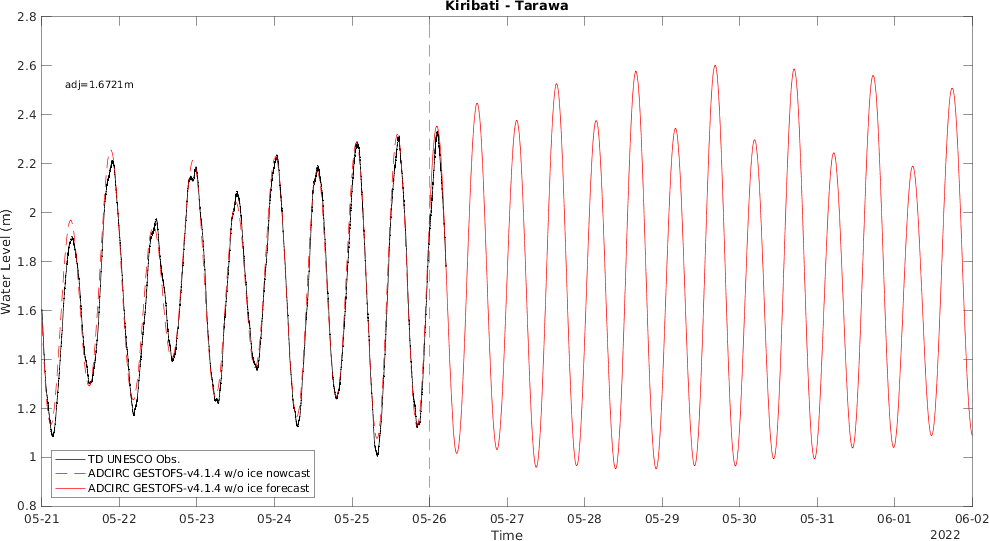 Kiribati - Tarawa
adj=1.6721m
Water Level (m)
2.8
2.6
2.4
2.2
2
1.8
1.6
1.4
1.2
1
0.8
TD UNESCO Obs.
ADCIRC GESTOFS-v4.1.4 w/o ice nowcast
ADCIRC GESTOFS-v4.1.4 w/o ice forecast
05-21 05-22 05-23 05-24 05-25 05-26 05-27 05-28 05-29 05-30 05-31 06-01 06-02
Time
2022